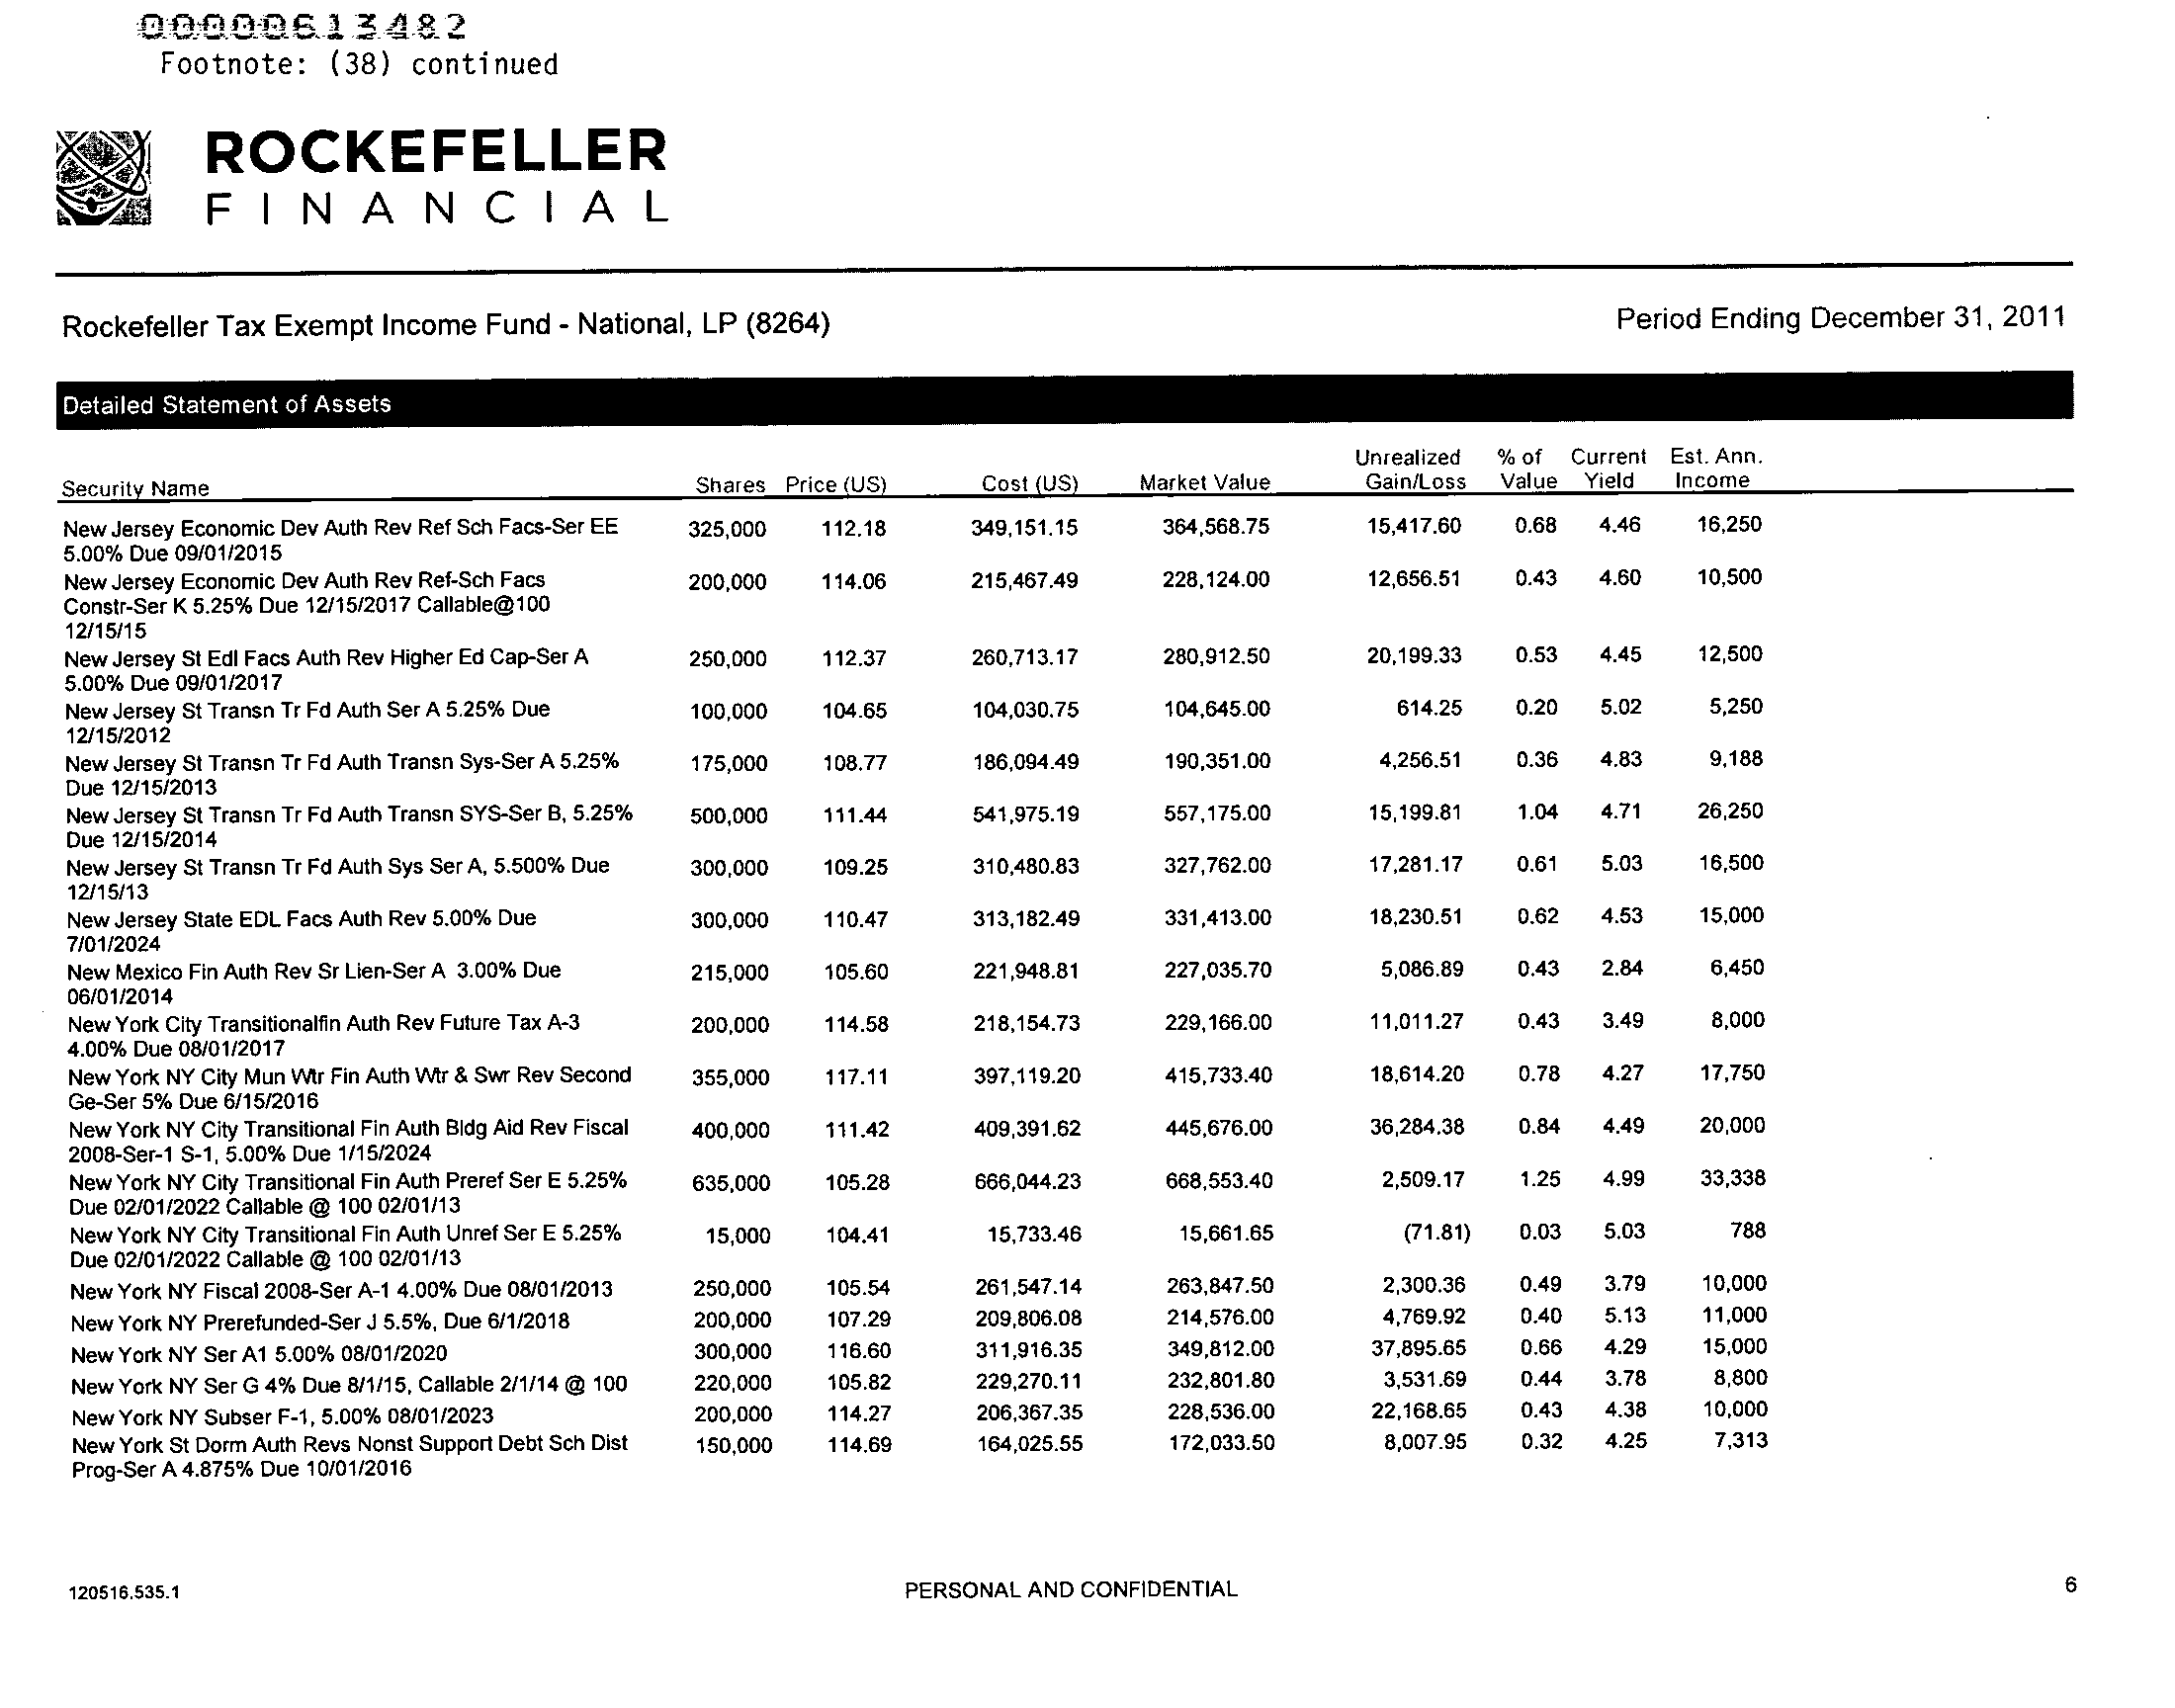 00000613482
Footnote: (38) continued
ROCKEFELLER
FINANCIAL
Rockefeller Tax Exempt Income Fund - National, LP (8264) Period Ending December 31, 2011
Detailed Statement of Assets
Unrealized % of Current Est. Ann.
Security Name Shares Price (US) Cost (US) Market Value Gain/Loss Value Yield Income
New Jersey Economic Dev Auth Rev Ref Sch Facs-Ser EE 325,000 112.18 349,151.15 364,568.75 15,417.60 0.68 4.46 16,250
5.00% Due 09/01/2015
New Jersey Economic Dev Auth Rev Ref-Sch Facs 200,000 114.06 215,467.49 228,124.00 12,656.51 0.43 4.60 10,500
Constr-Ser K 5.25% Due 12/15/2017 Callable@100
12/15/15
New Jersey St Edl Facs Auth Rev Higher Ed Cap-Ser A 250,000 112.37 260,713.17 280,912.50 20,199.33 0.53 4.45 12,500
5.00% Due 09/01/2017
New Jersey St Transn Tr Fd Auth Ser A 5.25% Due 100,000 104.65 104,030.75 104,645.00 614.25 0.20 5.02 5,250
12/15/2012
New Jersey St Transn Tr Fd Auth Transn Sys-Ser A 5.25% 175,000 108.77 186,094.49 190,351.00 4,256.51 0.36 4.83 9,188
Due 12/15/2013
New Jersey St Transn Tr Fd Auth Transn SYS-Ser B, 5.25% 500,000 111.44 541,975.19 557,175.00 15,199.81 1.04 4.71 26,250
Due 12/15/2014
New Jersey St Transn Tr Fd Auth Sys Ser A, 5.500% Due 300,000 109.25 310,480.83 327,762.00 17,281.17 0.61 5.03 16,500
12/15/13
New Jersey State EDL Facs Auth Rev 5.00% Due 300,000 110.47 313,182.49 331,413.00 18,230.51 0.62 4.53 15,000
7/01/2024
New Mexico Fin Auth Rev Sr Lien-Ser A 3.00% Due 215,000 105.60 221,948.81 227,035.70 5,086.89 0.43 2.84 6,450
06/01/2014
New York City Transitionalfin Auth Rev Future Tax A-3 200,000 114.58 218,154.73 229,166.00 11,011.27 0.43 3.49 8,000
4.00% Due 08/01/2017
New York NY City Mun Wtr Fin Auth Wtr & Swr Rev Second 355,000 117.11 397,119.20 415,733.40 18,614.20 0.78 4.27 17,750
Ge-Ser 5% Due 6/15/2016
New York NY City Transitional Fin Auth Bldg Aid Rev Fiscal 400,000 111.42 409,391.62 445,676.00 36,284.38 0.84 4.49 20,000
2008-Ser-1 S-1, 5.00% Due 1/15/2024
New York NY City Transitional Fin Auth Preref Ser E 5.25% 635,000 105.28 666,044.23 668,553.40 2,509.17 1.25 4.99 33,338
Due 02/01/2022 Callable @ 100 02/01/13
New York NY City Transitional Fin Auth Unref Ser E 5.25% 15,000 104.41 15,733.46 15,661.65 (71.81) 0.03 5.03 788
Due 02/01/2022 Callable @ 100 02/01/13
New York NY Fiscal 2008-Ser A-1 4.00% Due 08/01/2013 250,000 105.54 261,547.14 263,847.50 2,300.36 0.49 3.79 10,000
New York NY Prerefunded-Ser J 5.5%, Due 6/1/2018 200,000 107.29 209,806.08 214,576.00 4,769.92 0.40 5.13 11,000
New York NY Ser A1 5.00% 08/01/2020 300,000 116.60 311,916.35 349,812.00 37,895.65 0.66 4.29 15,000
New York NY Ser G 4% Due 8/1/15, Callable 2/1/14 @ 100 220,000 105.82 229,270.11 232,801.80 3,531.69 0.44 3.78 8,800
New York NY Subser F-1, 5.00% 08/01/2023 200,000 114.27 206,367.35 228,536.00 22,168.65 0.43 4.38 10,000
New York St Dorm Auth Revs Nonst Support Debt Sch Dist 150,000 114.69 164,025.55 172,033.50 8,007.95 0.32 4.25 7,313
Prog-Ser A 4.875% Due 10/01/2016
120516.535.1 PERSONAL AND CONFIDENTIAL 6